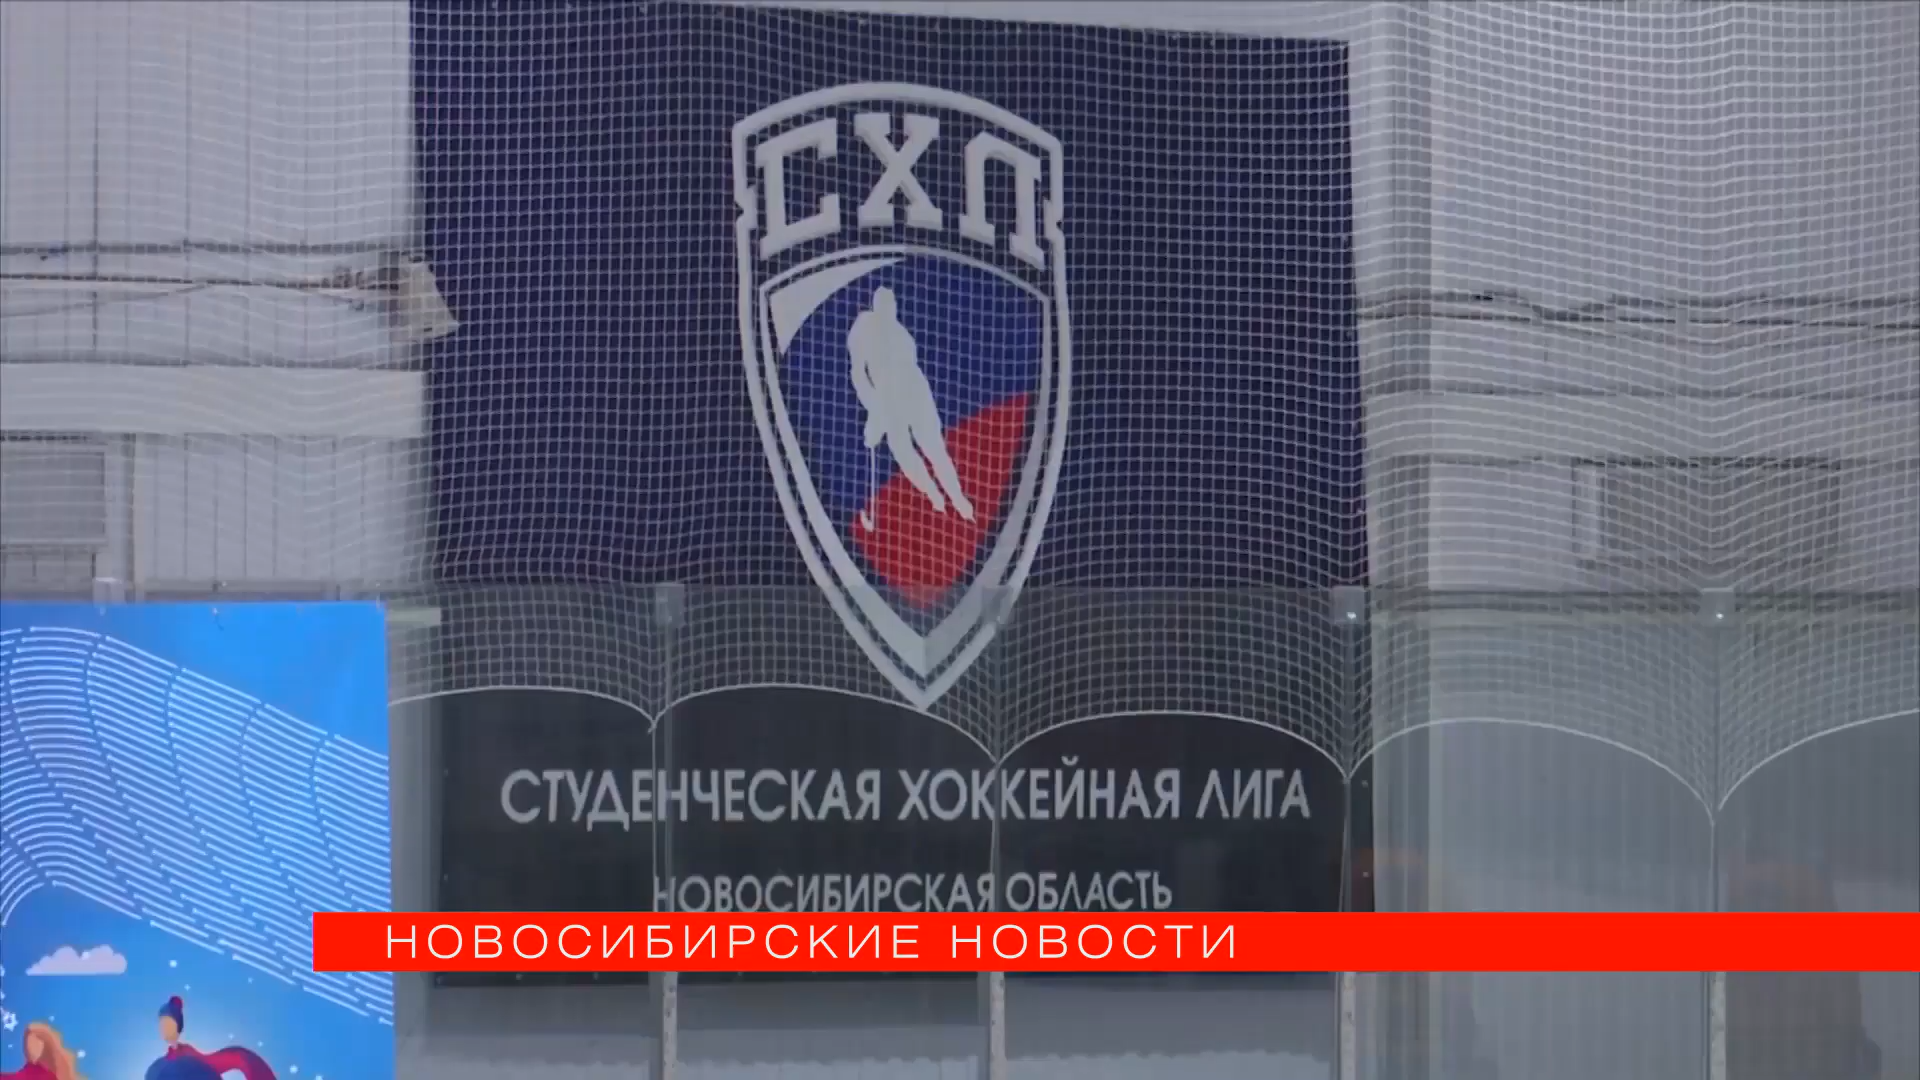 СХЛ
СТУДЕНЧЕСКАЯ ХОККЕЙНАЯ ЛИГА
НОВОСИБИРСКАЯ ОБЛАСТЬ
НОВОСИБИРСКИЕ НОВОСТИ